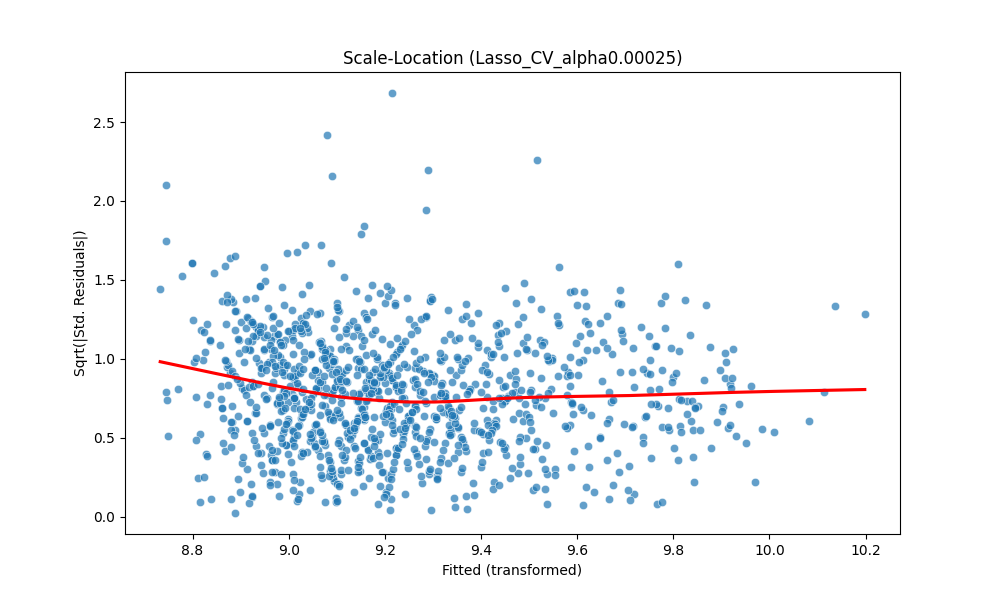 Scale-Location (Lasso_CV_alpha0.00025)
Sqrt(|Std. Residuals|)
2.5
2.0
1.5
1.0
0.5
0.0
8.8 9.0 9.2 9.4 9.6 9.8 10.0 10.2
Fitted (transformed)